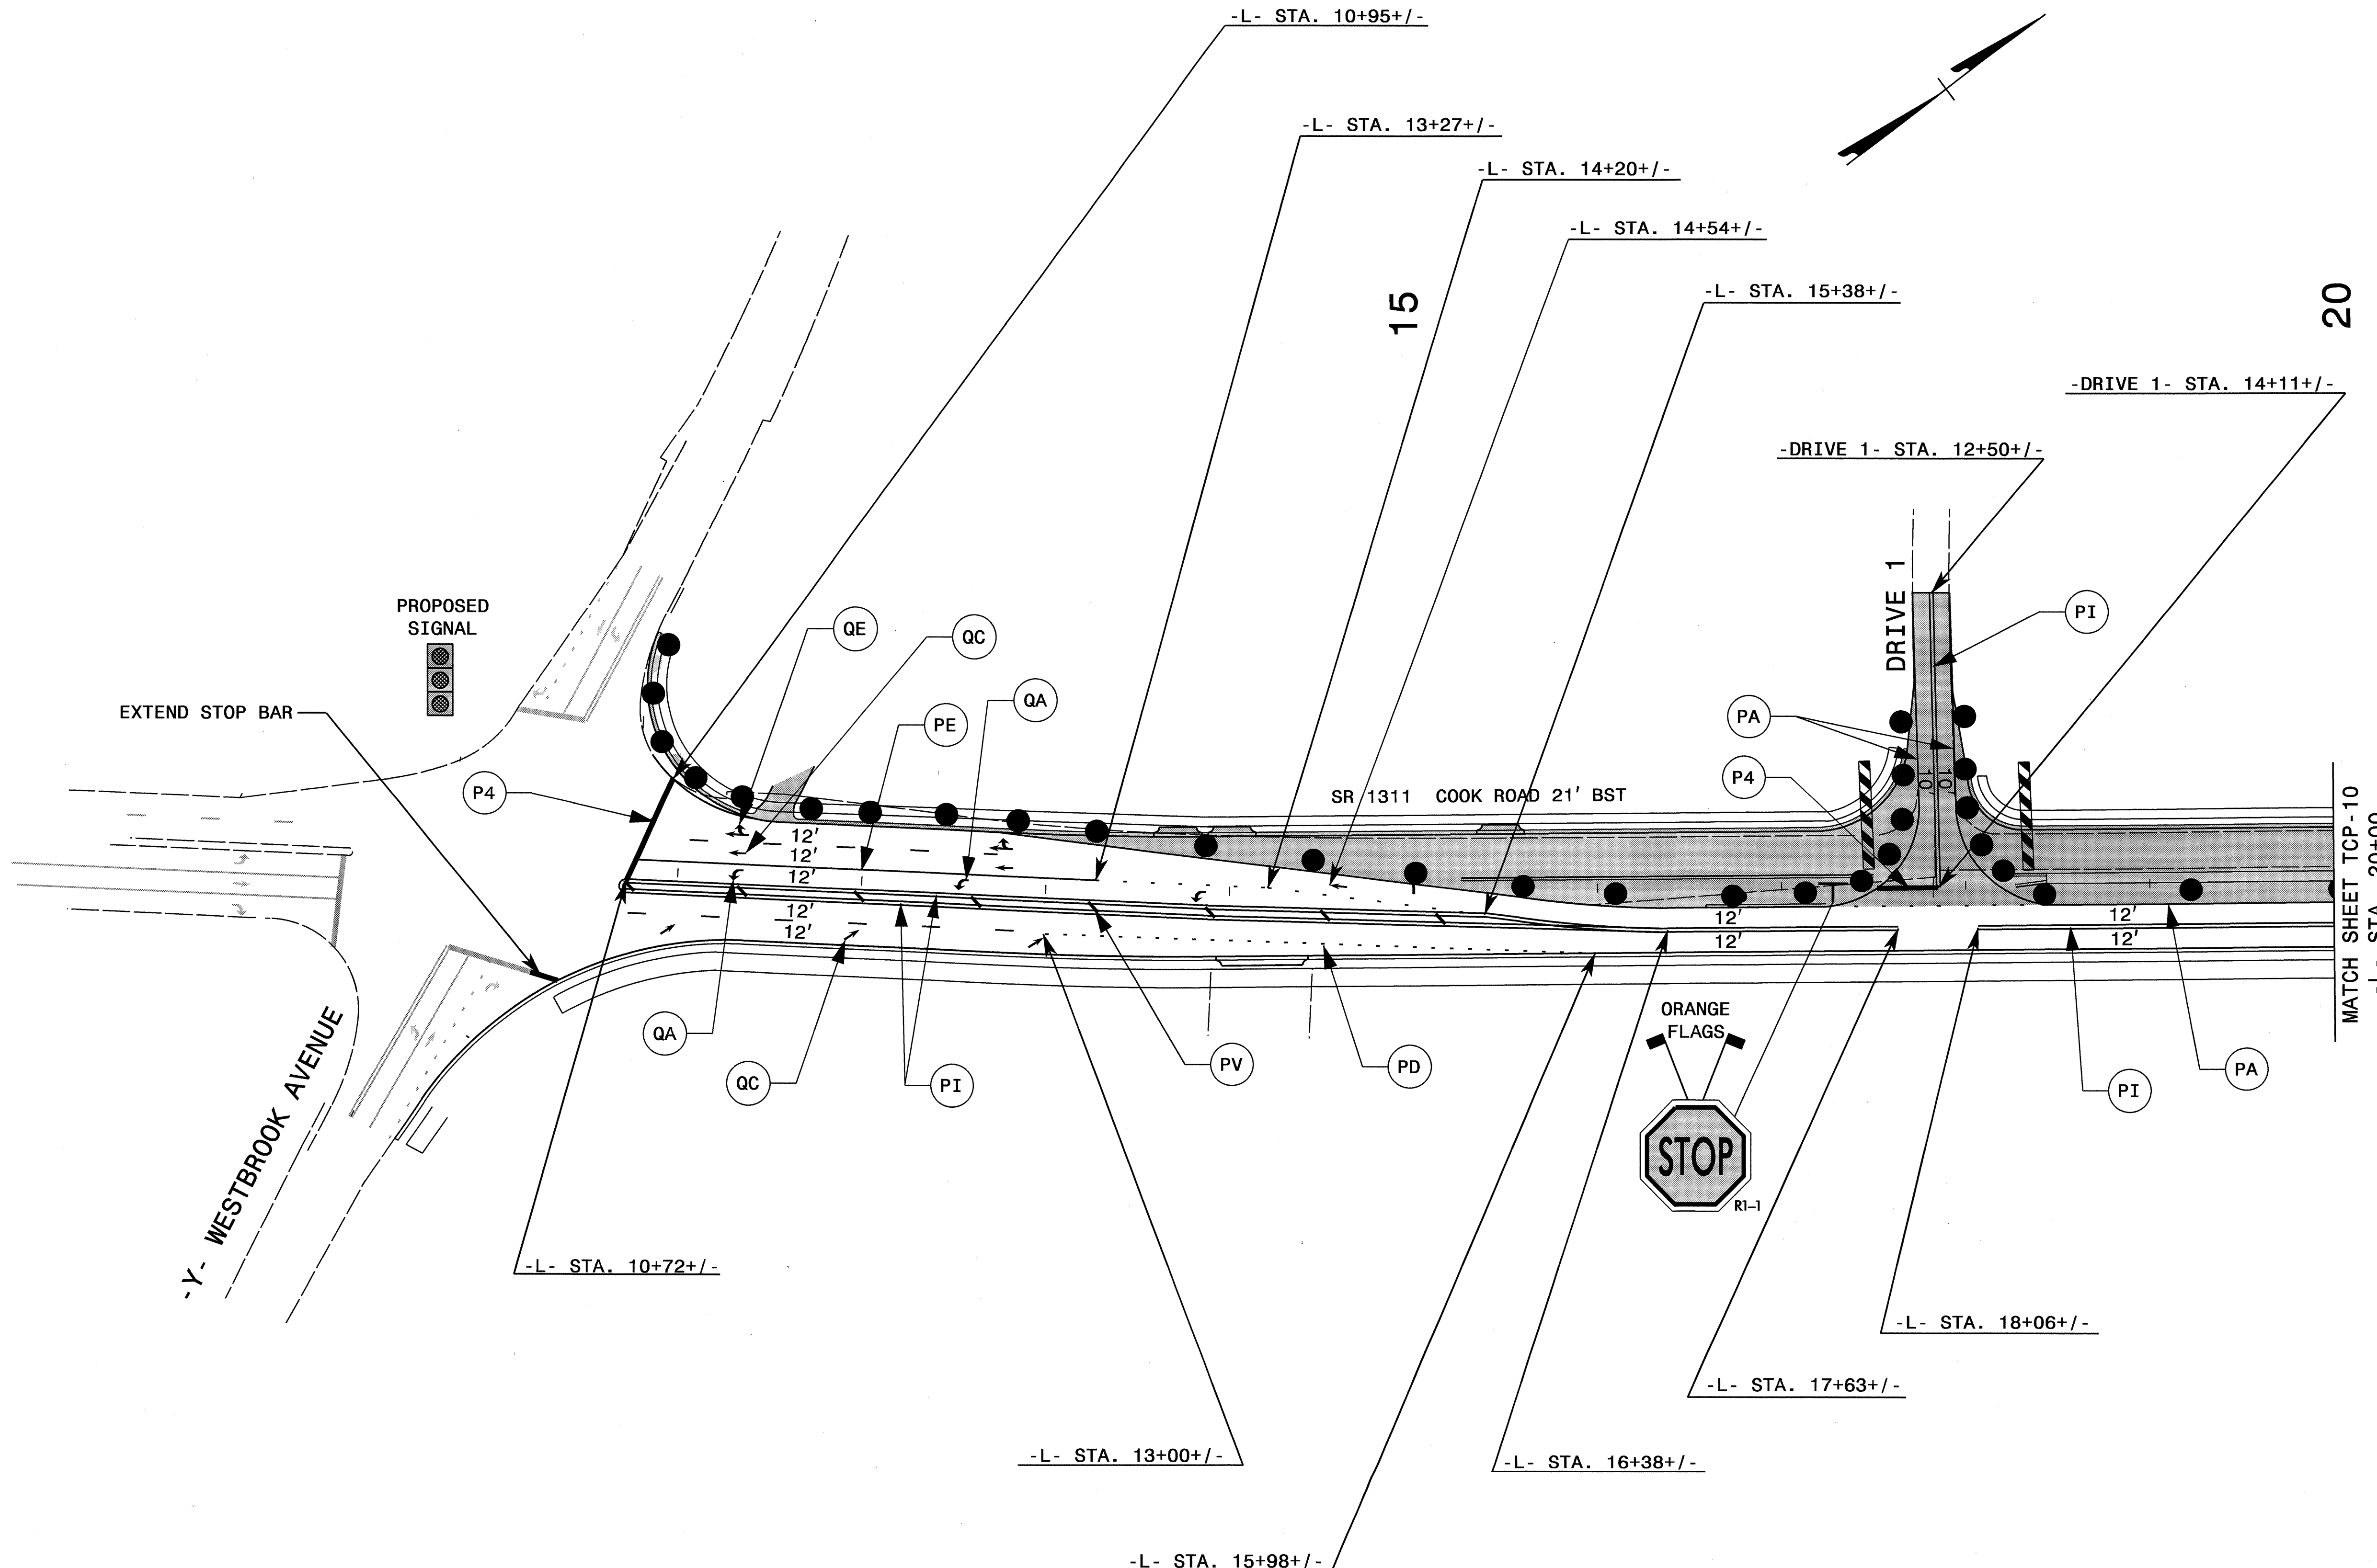 -L- STA. 10+95+/-
-L- STA. 13+27+/-
-L- STA. 14+20+/-
-L- STA. 14+54+/-
-L- STA. 15+38+/-
15
20
-DRIVE 1- STA. 14+11+/-
-DRIVE 1- STA. 12+50+/-
DRIVE 1
PROPOSED
SIGNAL
QE
QC
PI
QA
EXTEND STOP BAR
PE
PA
P4
P4
10'
10'
SR 1311 COOK ROAD 21' BST
12'
12'
12'
12'
12'
12'
12'
12'
12'
MATCH SHEET TCP-10
-L- STA. 20+00
ORANGE
FLAGS
QA
QC
PI
PV
PD
PI
PA
STOP
R1-1
-Y- WESTBROOK AVENUE
-L- STA. 10+72+/-
-L- STA. 18+06+/-
-L- STA. 17+63+/-
-L- STA. 13+00+/-
-L- STA. 16+38+/-
-L- STA. 15+98+/-